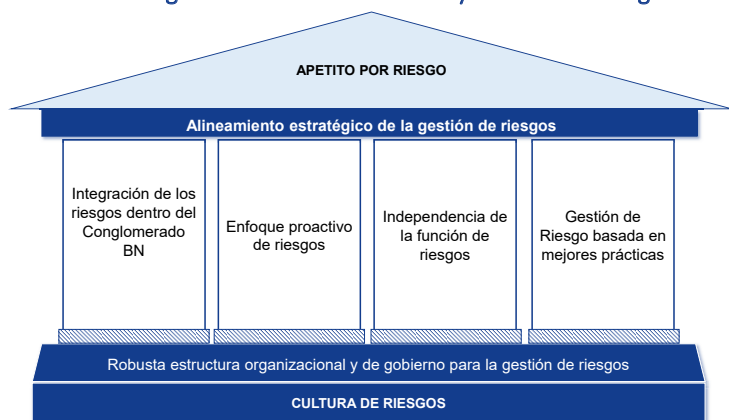 APETITO POR RIESGO
Alineamiento estratégico de la gestión de riesgos
Integración de los
riesgos dentro del
Conglomerado
BN
Enfoque proactivo
de riesgos
Independencia de
la función de
riesgos
Gestión de
Riesgo basada en
mejores prácticas
Robusta estructura organizacional y de gobierno para la gestión de riesgos
CULTURA DE RIESGOS